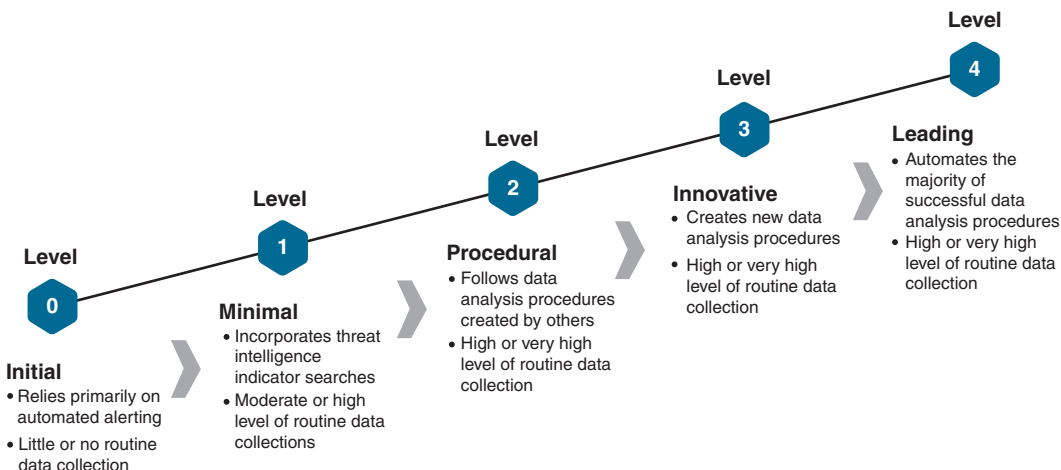 Level
0
Initial
• Relies primarily on
automated alerting
• Little or no routine
data collection
Level
1
Minimal
• Incorporates threat
intelligence
indicator searches
• Moderate or high
level of routine data
collections
Level
2
Procedural
• Follows data
analysis procedures
created by others
• High or very high
level of routine data
collection
Level
3
Innovative
• Creates new data
analysis procedures
• High or very high
level of routine data
collection
Level
4
Leading
• Automates the
majority of
successful data
analysis procedures
• High or very high
level of routine data
collection